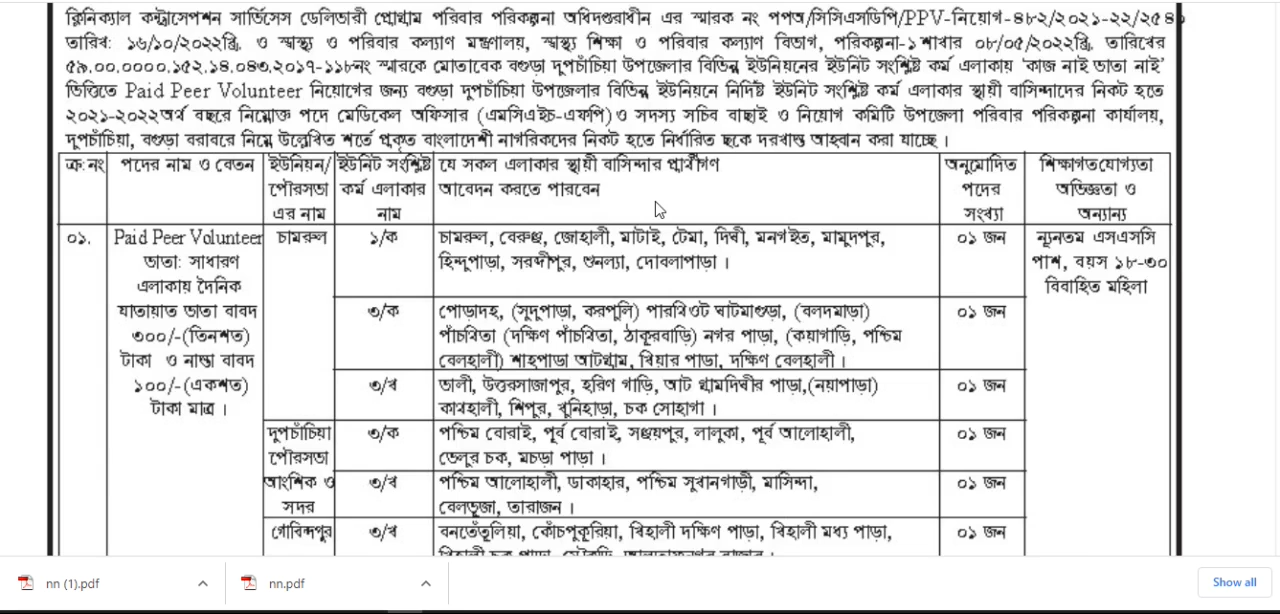 ক্লিনিক্যাল কন্ট্রাসেপশন সার্ভিসেস ডেলিভারী প্রোগ্রাম পরিবার পরিকল্পনা অধিদপ্তরাধীন এর স্মারক নং পপঅ/সিসিএসডিপি/PPV-নিয়োগ-৪৮২/২০২১-২২/২৫৪
তারিখ: ১৬/১০/২০২২খ্রি. ও স্বাস্থ্য ও পরিবার কল্যাণ মন্ত্রণালয়, স্বাস্থ্য শিক্ষা ও পরিবার কল্যাণ বিভাগ, পরিকল্পনা-১ শাখার ০৮/০৫/২০২২খ্রি. তারিখের
৫৯.০০.০০০০.১৫২.১৪.০৪৩.২০১৭-১১৮নং স্মারকে মোতাবেক বগুড়া দুপচাঁচিয়া উপজেলার বিভিন্ন ইউনিয়নের ইউনিট সংশ্লিষ্ট কর্ম এলাকায় ‘কাজ নাই ভাতা নাই’
ভিত্তিতে Paid Peer Volunteer নিয়োগের জন্য বগুড়া দুপচাঁচিয়া উপজেলার বিভিন্ন ইউনিয়নে নির্দিষ্ট ইউনিট সংশ্লিষ্ট কর্ম এলাকার স্থায়ী বাসিন্দাদের নিকট হতে
২০২১-২০২২অর্থ বছরে নিম্নোক্ত পদে মেডিকেল অফিসার (এমসিএইচ-এফপি) ও সদস্য সচিব বাছাই ও নিয়োগ কমিটি উপজেলা পরিবার পরিকল্পনা কার্যালয়,
দুপচাঁচিয়া, বগুড়া বরাবরে নিম্নে উল্লেখিত শর্তে প্রকৃত বাংলাদেশী নাগরিকদের নিকট হতে নির্ধারিত ছকে দরখাস্ত আহবান করা যাচ্ছে ।
ক্র: নং পদের নাম ও বেতন ইউনিয়ন/ ইউনিট সংশ্লিষ্ট যে সকল এলাকার স্থায়ী বাসিন্দার প্রার্থীগণ অনুমোদিত শিক্ষাগতযোগ্যতা
পৌরসভা কর্ম এলাকার আবেদন করতে পারবেন পদের অভিজ্ঞতা ও
এর নাম নাম সংখ্যা অন্যান্য
০১. Paid Peer Volunteer চামরুল ১/ক চামরুল, বেরুঞ্জ, জোহালী, মাটাই, টেমা, দিঘী, মনগইত, মামুদপুর, ০১ জন ন্যূনতম এসএসসি
ভাতা: সাধারণ হিন্দুপাড়া, সরদীপুর, গুনল্যা, দোবলাপাড়া । পাশ, বয়স ১৮-৩০
এলাকায় দৈনিক বিবাহিত মহিলা
যাতায়াত ভাতা বাবদ ৩/ক পোড়াদহ, (সুদুপাড়া, করপুলি) পারঘিওট ঘাটমাগুড়া, (বলদমাড়া) ০১ জন
৩০০/-(তিনশত) পাঁচথিতা (দক্ষিণ পাঁচথিতা, ঠাকুরবাড়ি) নগর পাড়া, (কয়াগাড়ি, পশ্চিম
টাকা ও নাস্তা বাবদ বেলহালী) শাহপাড়া আটগ্রাম, খিয়ার পাড়া, দক্ষিণ বেলহালী ।
১০০/-(একশত) ৩/খ ভালী, উত্তরসাজাপুর, হরিণ গাড়ি, আট গ্রামদিঘীর পাড়া,(নয়াপাড়া) ০১ জন
টাকা মাত্র । কাথহালী, শিপুর, খুনিহাড়া, চক সোহাগা ।
দুপচাঁচিয়া ৩/ক পশ্চিম বোরাই, পূর্ব বোরাই, সঞ্জয়পুর, লালুকা, পূর্ব আলোহালী, ০১ জন
পৌরসভা ভেলুর চক, মচড়া পাড়া ।
আংশিক ও ৩/খ পশ্চিম আলোহালী, ডাকাহার, পশ্চিম সুখানগাড়ী, মাসিন্দা, ০১ জন
সদর বেলভূজা, তারাজন ।
গোবিন্দপুর ৩/খ বনতেঁতুলিয়া, কোঁচপুকুরিয়া, খিহালী দক্ষিণ পাড়া, খিহালী মধ্য পাড়া, ০১ জন
nn (1).pdf nn.pdf Show all